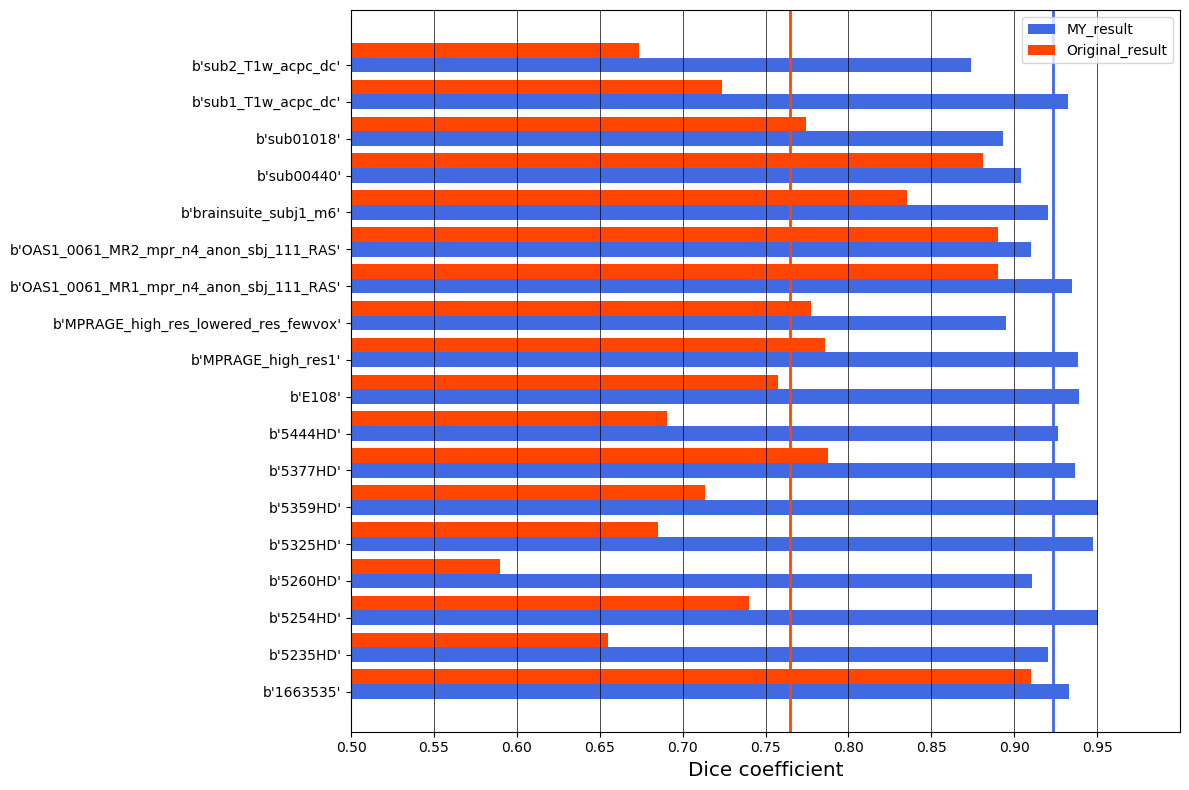 MY_result
Original_result
b'sub2_T1w_acpc_dc'
b'sub1_T1w_acpc_dc'
b'sub01018'
b'sub00440'
b'brainsuite_subj1_m6'
b'OAS1_0061_MR2_mpr_n4_anon_sbj_111_RAS'
b'OAS1_0061_MR1_mpr_n4_anon_sbj_111_RAS'
b'MPRAGE_high_res_lowered_res_fewvox'
b'MPRAGE_high_res1'
b'E108'
b'5444HD'
b'5377HD'
b'5359HD'
b'5325HD'
b'5260HD'
b'5254HD'
b'5235HD'
b'1663535'
0.50 0.55 0.60 0.65 0.70 0.75 0.80 0.85 0.90 0.95
Dice coefficient